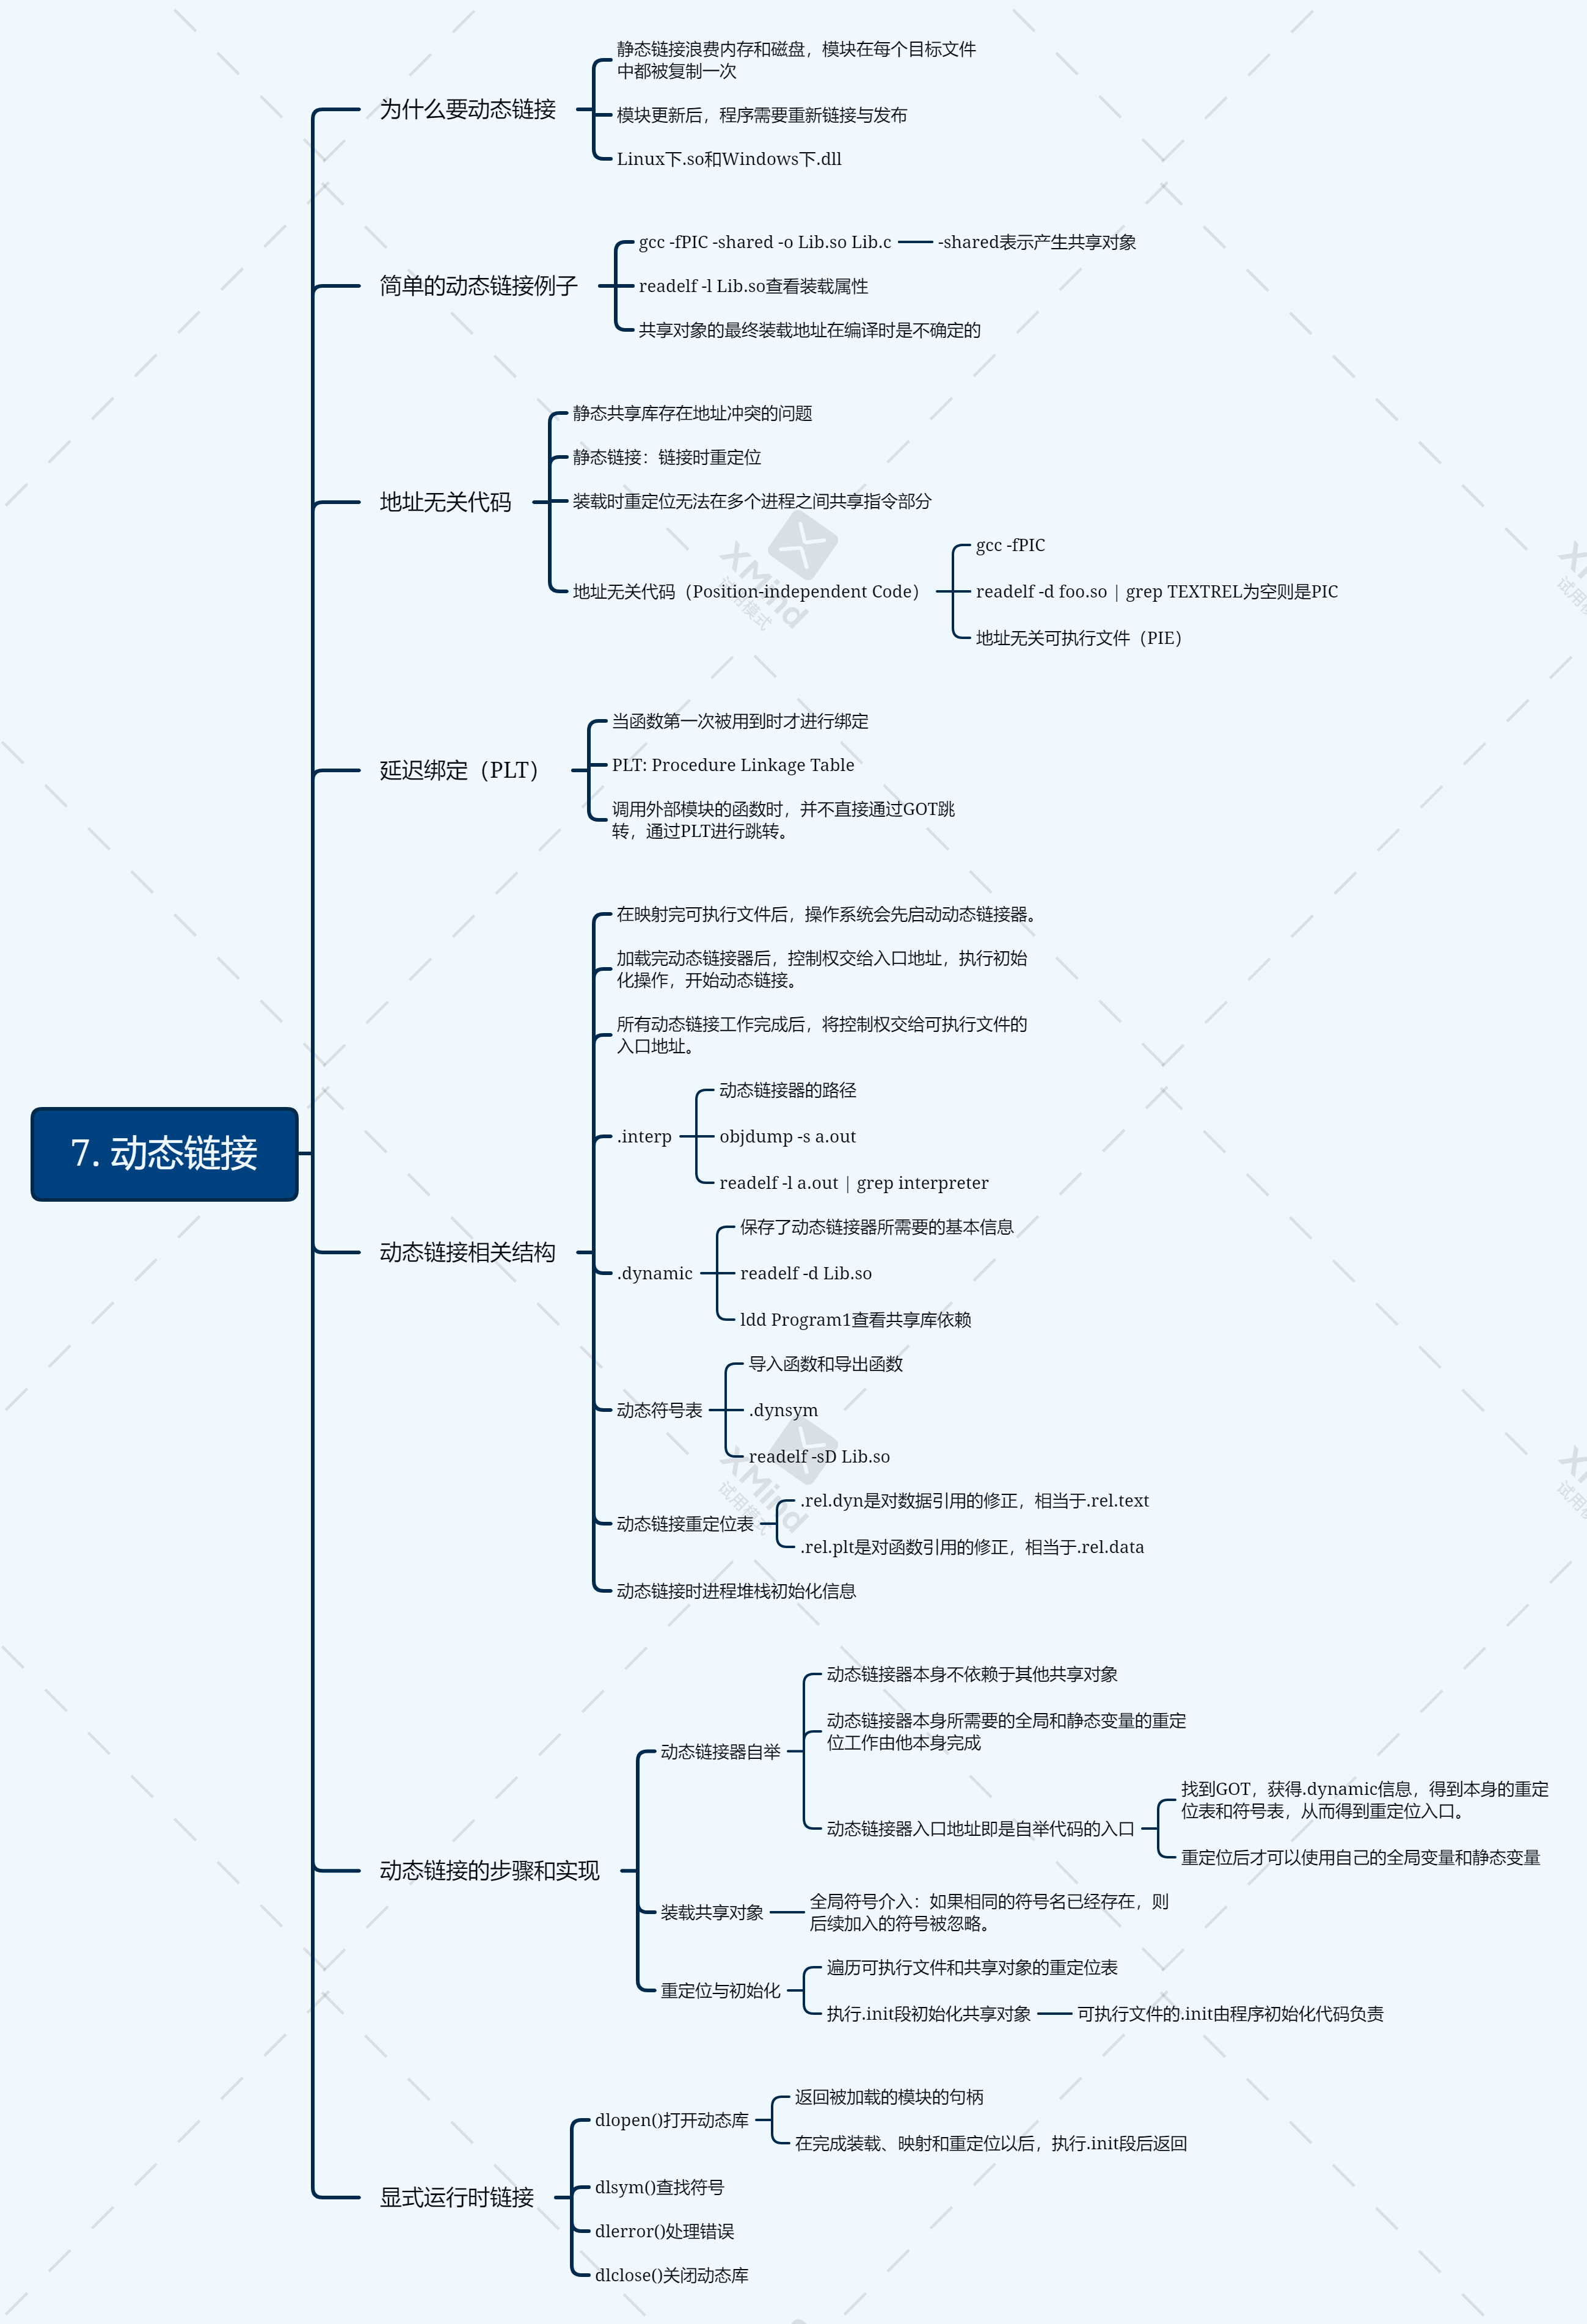 静态链接浪费内存和磁盘，模块在每个目标文件
中都被复制一次
为什么要动态链接
模块更新后，程序需要重新链接与发布
Linux下.so和Windows下.dll
gcc -fPIC -shared -o Lib.so Lib.c
-shared表示产生共享对象
简单的动态链接例子
readelf -l Lib.so查看装载属性
共享对象的最终装载地址在编译时是不确定的
静态共享库存在地址冲突的问题
静态链接：链接时重定位
地址无关代码
装载时重定位无法在多个进程之间共享指令部分
gcc -fPIC
地址无关代码（Position-independent Code）
readelf -d foo.so | grep TEXTREL为空则是PIC
地址无关可执行文件（PIE）
XMind
试用模式
当函数第一次被用到时才进行绑定
延迟绑定（PLT）
PLT: Procedure Linkage Table
调用外部模块的函数时，并不直接通过GOT跳
转，通过PLT进行跳转。
在映射完可执行文件后，操作系统会先启动动态链接器。
加载完动态链接器后，控制权交给入口地址，执行初始
化操作，开始动态链接。
所有动态链接工作完成后，将控制权交给可执行文件的
入口地址。
动态链接器的路径
.interp
objdump -s a.out
readelf -l a.out | grep interpreter
7. 动态链接
保存了动态链接器所需要的基本信息
动态链接相关结构
.dynamic
readelf -d Lib.so
ldd Program1查看共享库依赖
导入函数和导出函数
动态符号表
.dynsym
readelf -sD Lib.so
XMind
试用模式
.rel.dyn是对数据引用的修正，相当于.rel.text
动态链接重定位表
.rel.plt是对函数引用的修正，相当于.rel.data
动态链接时进程堆栈初始化信息
动态链接器本身不依赖于其他共享对象
动态链接器本身所需要的全局和静态变量的重定
位工作由他本身完成
动态链接器自举
找到GOT，获得.dynamic信息，得到本身的重定
位表和符号表，从而得到重定位入口。
动态链接器入口地址即是自举代码的入口
重定位后才可以使用自己的全局变量和静态变量
动态链接的步骤和实现
装载共享对象
全局符号介入：如果相同的符号名已经存在，则
后续加入的符号被忽略。
遍历可执行文件和共享对象的重定位表
重定位与初始化
执行.init段初始化共享对象
可执行文件的.init由程序初始化代码负责
返回被加载的模块的句柄
dlopen()打开动态库
在完成装载、映射和重定位以后，执行.init段后返回
显式运行时链接
dlsym()查找符号
dlerror()处理错误
dlclose()关闭动态库